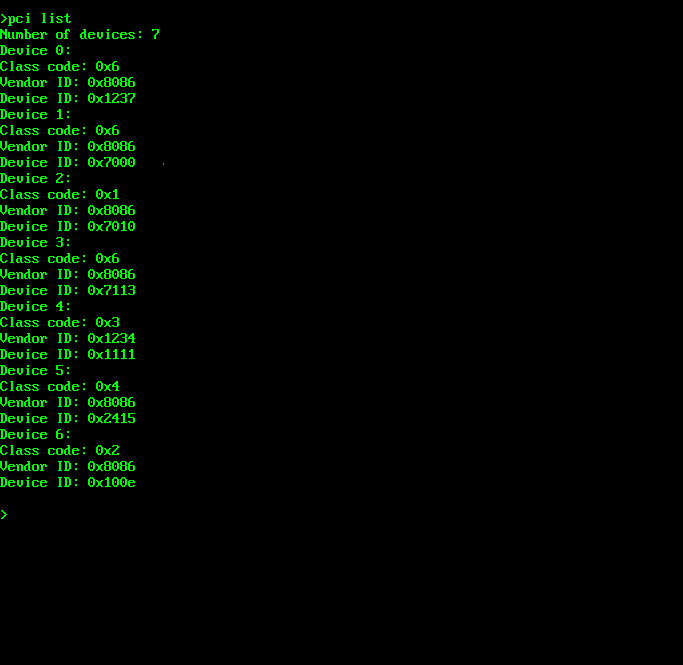 >pci list
Number of devices: 7
Device 0:
Class code: 0x6
Vendor ID: 0x8086
Device ID: 0x1237
Device 1:
Class code: 0x6
Vendor ID: 0x8086
Device ID: 0x7000
Device 2:
Class code: 0x1
Vendor ID: 0x8086
Device ID: 0x7010
Device 3:
Class code: 0x6
Vendor ID: 0x8086
Device ID: 0x7113
Device 4:
Class code: 0x3
Vendor ID: 0x1234
Device ID: 0x1111
Device 5:
Class code: 0x4
Vendor ID: 0x8086
Device ID: 0x2415
Device 6:
Class code: 0x2
Vendor ID: 0x8086
Device ID: 0x100e
>